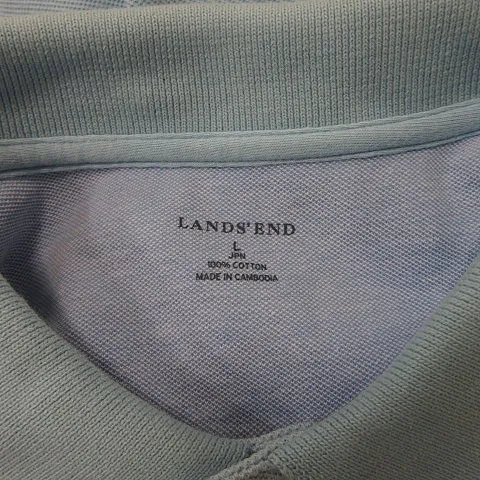 LANDS' END
L
JPN
100% COTTON
MADE IN CAMBODIA